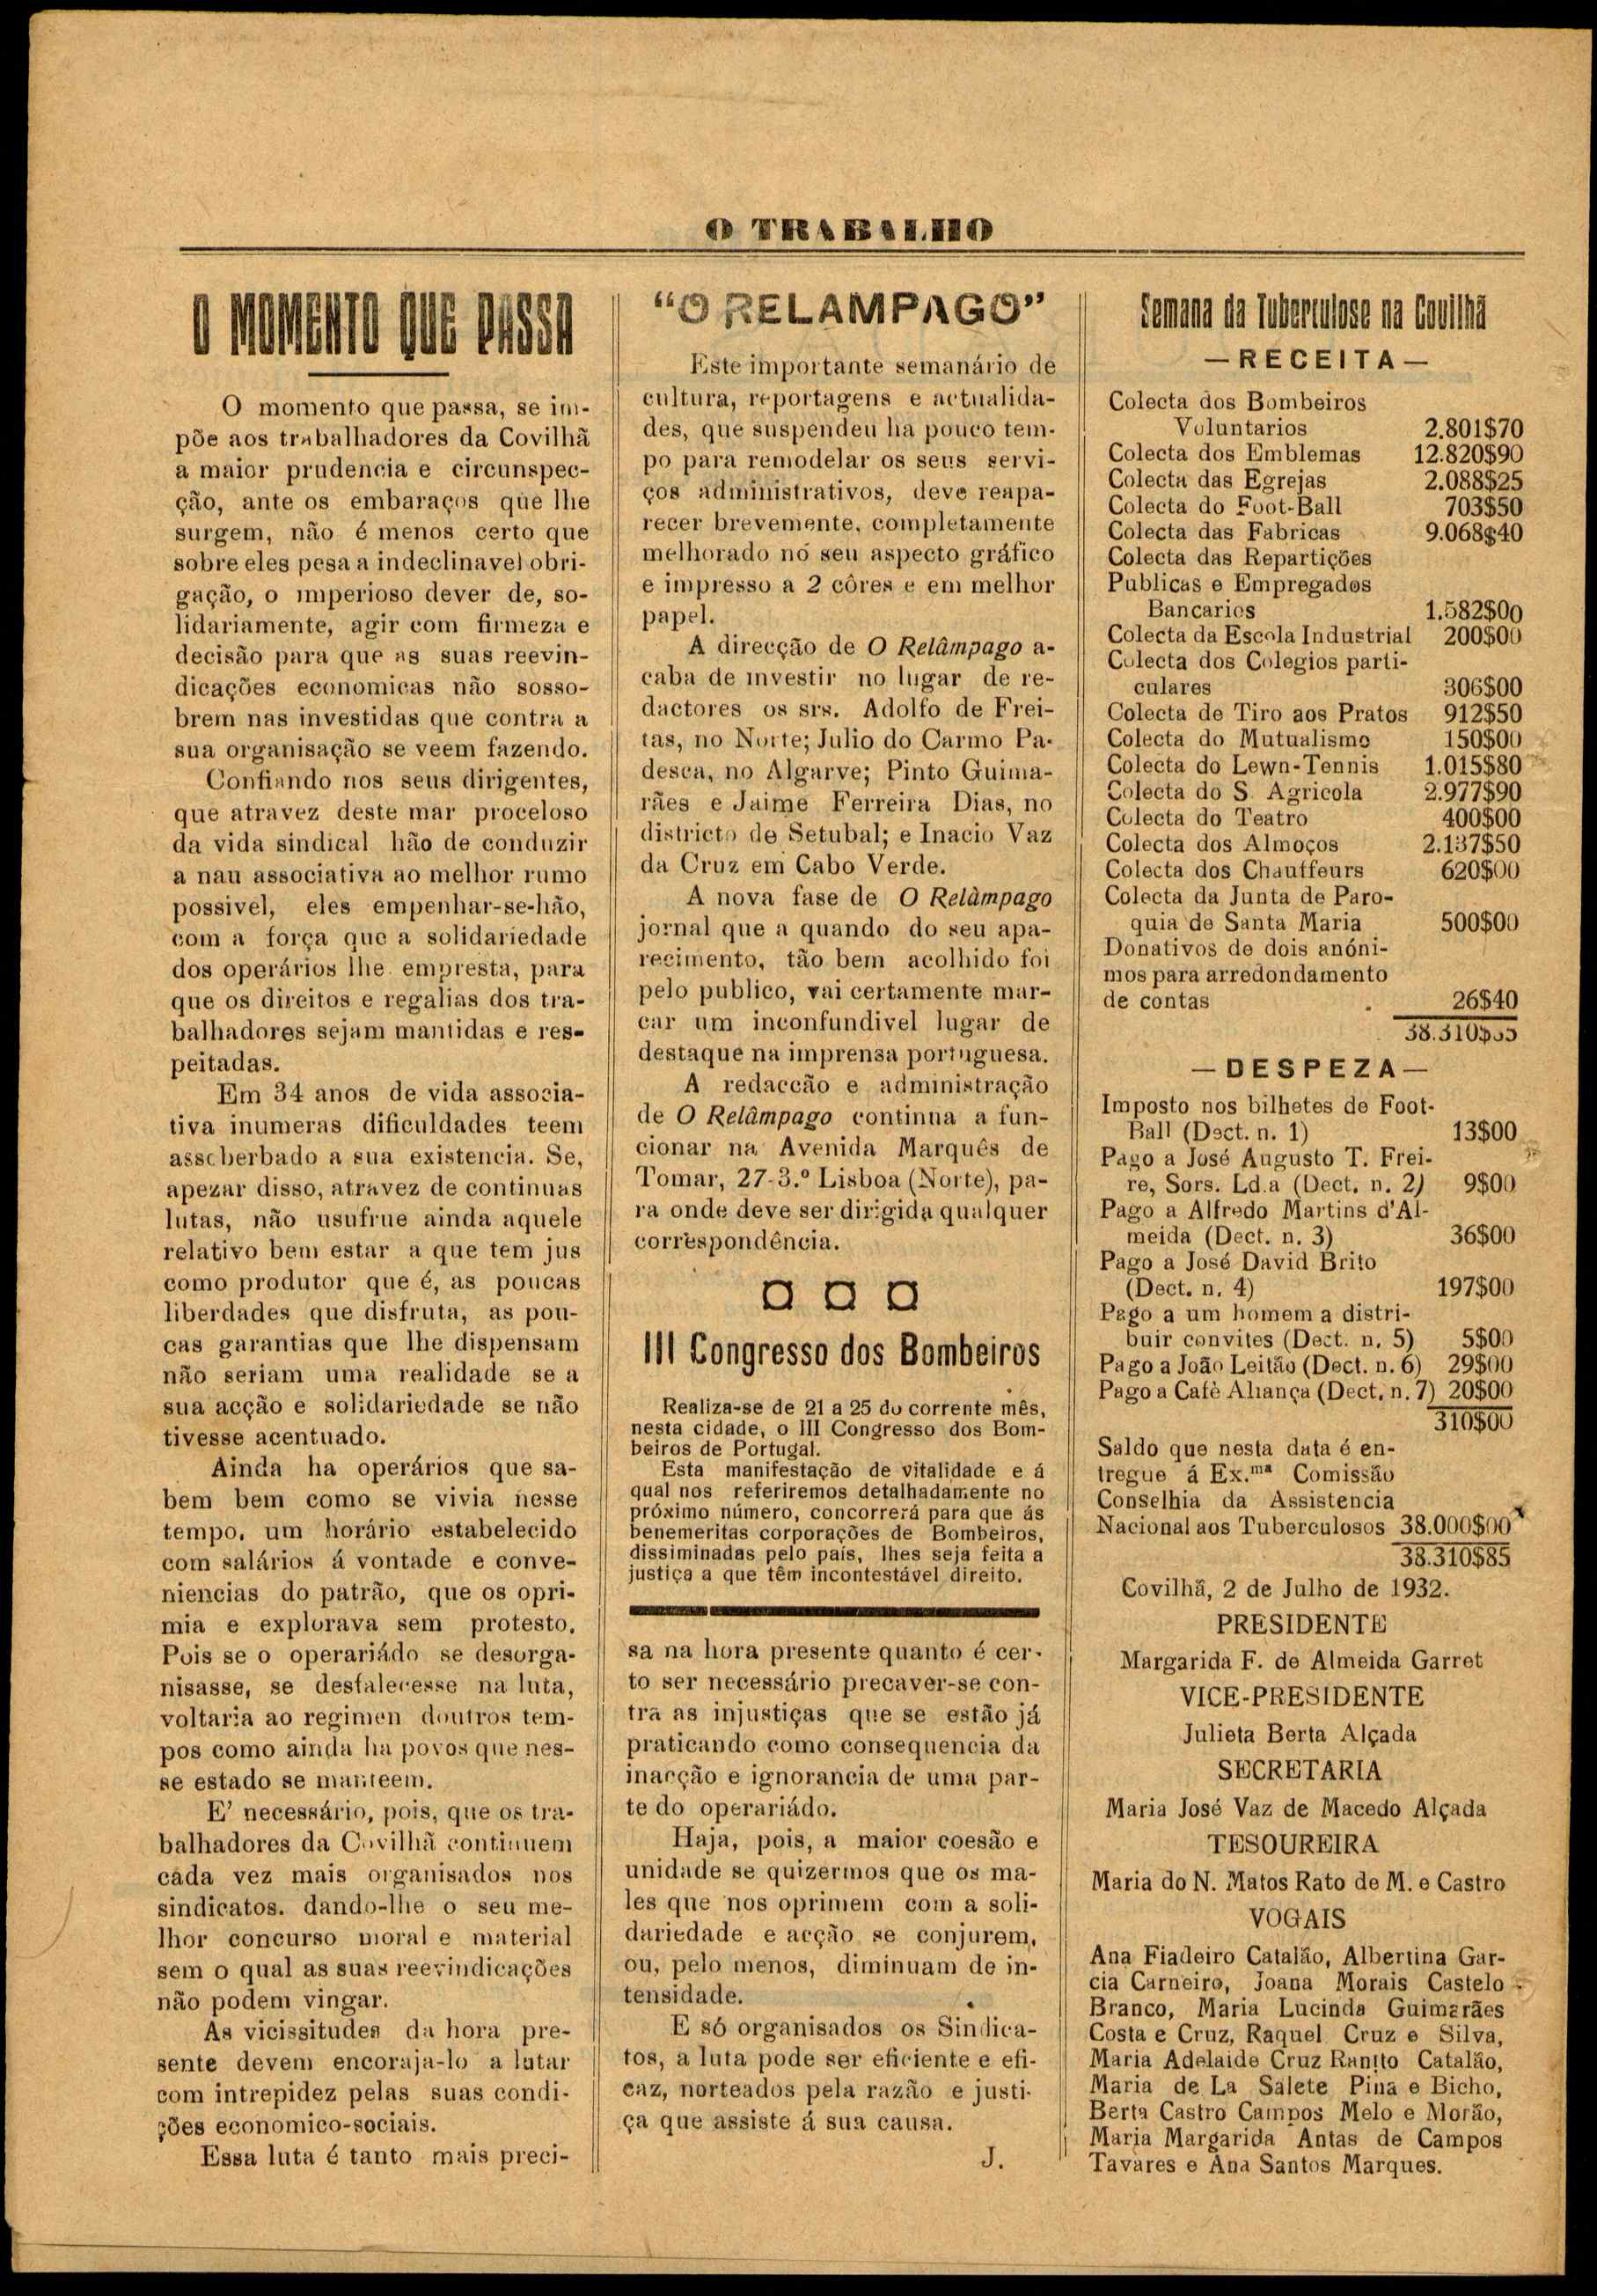 O TRABALHO
O MOMENTO QUE PASSA
O momento que passa, se im-
põe aos trabalhadores da Covilhã
a maior prudencia e circunspec-
ção, ante os embaraços que lhe
surgem, não é menos certo que
sobre eles pesa a indeclinavel obri-
gação, o imperioso dever de, so-
lidariamente, agir com firmeza e
decisão para que as suas reevin-
dicações economicas não sosso-
brem nas investidas que contra a
sua organisação se veem fazendo.
Confiando nos seus dirigentes,
que atravez deste mar proceloso
da vida sindical hão de conduzir
a nau associativa ao melhor rumo
possivel, eles empenhar-se-hão,
com a força que a solidariedade
dos operários lhe empresta, para
que os direitos e regalias dos tra-
balhadores sejam mantidas e res-
peitadas.
Em 34 anos de vida associa-
tiva inumeras dificuldades teem
assoberbado a sua existencia. Se,
apezar disso, atravez de continuas
lutas, não usufrue ainda aquele
relativo bem estar a que tem jus
como produtor que é, as poucas
liberdades que disfruta, as pou-
cas garantias que lhe dispensam
não seriam uma realidade se a
sua acção e solidariedade se não
tivesse acentuado.
Ainda ha operários que sa-
bem bem como se vivia nesse
tempo, um horário estabelecido
com salários á vontade e conve-
niencias do patrão, que os opri-
mia e explorava sem protesto.
Pois se o operariádo se desorga-
nisasse, se desfalecesse na luta,
voltaria ao regimen doutros tem-
pos como ainda ha povos que nes-
se estado se manteem.
E' necessário, pois, que os tra-
balhadores da Covilhã continuem
cada vez mais organisados nos
sindicatos. dando-lhe o seu me-
lhor concurso moral e material
sem o qual as suas reevindicações
não podem vingar.
As vicissitudes da hora pre-
sente devem encoraja-lo a lutar
com intrepidez pelas suas condi-
ções economico-sociais.
Essa luta é tanto mais preci-
"O RELAMPAGO"
Este importante semanário de
cultura, reportagens e actualida-
des, que suspendeu ha pouco tem-
po para remodelar os seus servi-
ços administrativos, deve reapa-
recer brevemente, completamente
melhorado no seu aspecto gráfico
e impresso a 2 côres e em melhor
papel.
A direcção de O Relâmpago a-
caba de investir no lugar de re-
dactores os srs. Adolfo de Frei-
tas, no Norte; Julio do Carmo Pa-
desca, no Algarve; Pinto Guima-
rães e Jaime Ferreira Dias, no
districto de Setubal; e Inacio Vaz
da Cruz em Cabo Verde.
A nova fase de O Relâmpago
jornal que a quando do seu apa-
recimento, tão bem acolhido foi
pelo publico, vai certamente mar-
car um inconfundivel lugar de
destaque na imprensa portuguesa.
A redaccão e administração
de O Relâmpago continua a fun-
cionar na Avenida Marquês de
Tomar, 27-3.º Lisboa (Norte), pa-
ra onde deve ser dirigida qualquer
correspondência.
III Congresso dos Bombeiros
Realiza-se de 21 a 25 do corrente mês,
nesta cidade, o III Congresso dos Bom-
beiros de Portugal.
Esta manifestação de vitalidade e á
qual nos referiremos detalhadamente no
próximo número, concorrerá para que ás
benemeritas corporações de Bombeiros,
dissiminadas pelo país, lhes seja feita a
justiça a que têm incontestável direito.
sa na hora presente quanto é cer-
to ser necessário precaver-se con-
tra as injustiças que se estão já
praticando como consequencia da
inacção e ignorancia de uma par-
te do operariádo.
Haja, pois, a maior coesão e
unidade se quizermos que os ma-
les que nos oprimem com a soli-
dariedade e acção se conjurem,
ou, pelo menos, diminuam de in-
tensidade.
E só organisados os Sindica-
tos, a luta pode ser eficiente e efi-
caz, norteados pela razão e justi-
ça que assiste á sua causa.
J.
Semana da Tuberculose na Covilhã
— RECEITA —
Colecta dos Bombeiros
Voluntarios 2.801$70
Colecta dos Emblemas 12.820$90
Colecta das Egrejas 2.088$25
Colecta do Foot-Ball 703$50
Colecta das Fabricas 9.068$40
Colecta das Repartições
Publicas e Empregados
Bancarios 1.582$00
Colecta da Escola Industrial 200$00
Colecta dos Colegios parti-
culares 306$00
Colecta de Tiro aos Pratos 912$50
Colecta do Mutualismo 150$00
Colecta do Lewn-Tennis 1.015$80
Colecta do S. Agricola 2.977$90
Colecta do Teatro 400$00
Colecta dos Almoços 2.137$50
Colecta dos Chauffeurs 620$00
Colecta da Junta de Paro-
quia de Santa Maria 500$00
Donativos de dois anóni-
mos para arredondamento
de contas 26$40
— DESPEZA —
Imposto nos bilhetes de Foot-
Ball (Dect. n. 1) 13$00
Pago a José Augusto T. Frei-
re, Sors. Ld.a (Dect. n. 2) 9$00
Pago a Alfredo Martins d'Al-
meida (Dect. n. 3) 36$00
Pago a José David Brito
(Dect. n. 4) 197$00
Pago a um homem a distri-
buir convites (Dect. n. 5) 5$00
Pago a João Leitão (Dect. n. 6) 29$00
Pago a Café Aliança (Dect. n. 7) 20$00
310$00
Saldo que nesta data é en-
tregue á Ex.ma Comissão
Conselhia da Assistencia
Nacional aos Tuberculosos 38.000$00
38.310$85
Covilhã, 2 de Julho de 1932.
PRESIDENTE
Margarida F. de Almeida Garret
VICE-PRESIDENTE
Julieta Berta Alçada
SECRETARIA
Maria José Vaz de Macedo Alçada
TESOUREIRA
Maria do N. Matos Rato de M. e Castro
VOGAIS
Ana Fiadeiro Catalão, Albertina Gar-
cia Carneiro, Joana Morais Castelo
Branco, Maria Lucinda Guimarães
Costa e Cruz, Raquel Cruz e Silva,
Maria Adelaide Cruz Ranito Catalão,
Maria de La Salete Pina e Bicho,
Berta Castro Campos Melo e Morão,
Maria Margarida Antas de Campos
Tavares e Ana Santos Marques.